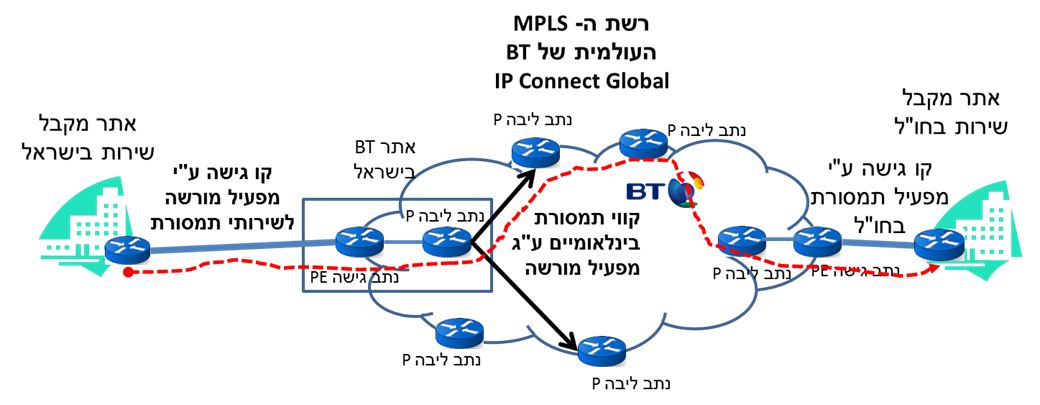 רשת ה- MPLS
העולמית של BT
IP Connect Global
אתר מקבל
שירות בישראל
קו גישה ע"י
מפעיל מורשה
לשירותי תמסורת
אתר BT
בישראל
נתב ליבה P
נתב גישה PE
נתב ליבה P
נתב ליבה P
BT
קווי תמסורת
בינלאומיים ע"ג
מפעיל מורשה
נתב ליבה P
נתב ליבה P
נתב ליבה P
נתב גישה PE
קו גישה ע"י
מפעיל תמסורת
בחו"ל
אתר מקבל
שירות בחו"ל